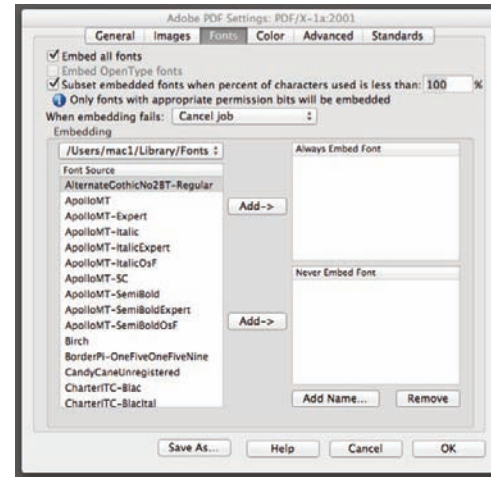 Adobe PDF Settings: PDF/X-1a:2001
General Images Fonts Color Advanced Standards
Embed all fonts
Embed OpenType fonts
Subset embedded fonts when percent of characters used is less than: 100 %
Only fonts with appropriate permission bits will be embedded
When embedding fails: Cancel job
Embedding
/Users/mac1/Library/Fonts
Font Source
AlternateGothicNo2BT-Regular
ApolloMT
ApolloMT-Expert
ApolloMT-Italic
ApolloMT-ItalicExpert
ApolloMT-ItalicOsF
ApolloMT-SC
ApolloMT-SemiBold
ApolloMT-SemiBoldExpert
ApolloMT-SemiBoldOsF
Birch
BorderPi-OneFiveOneFiveNine
CandyCaneUnregistered
CharterITC-Blac
CharterITC-BlacItal
Add->
Add->
Always Embed Font
Never Embed Font
Add Name... Remove
Save As... Help Cancel OK